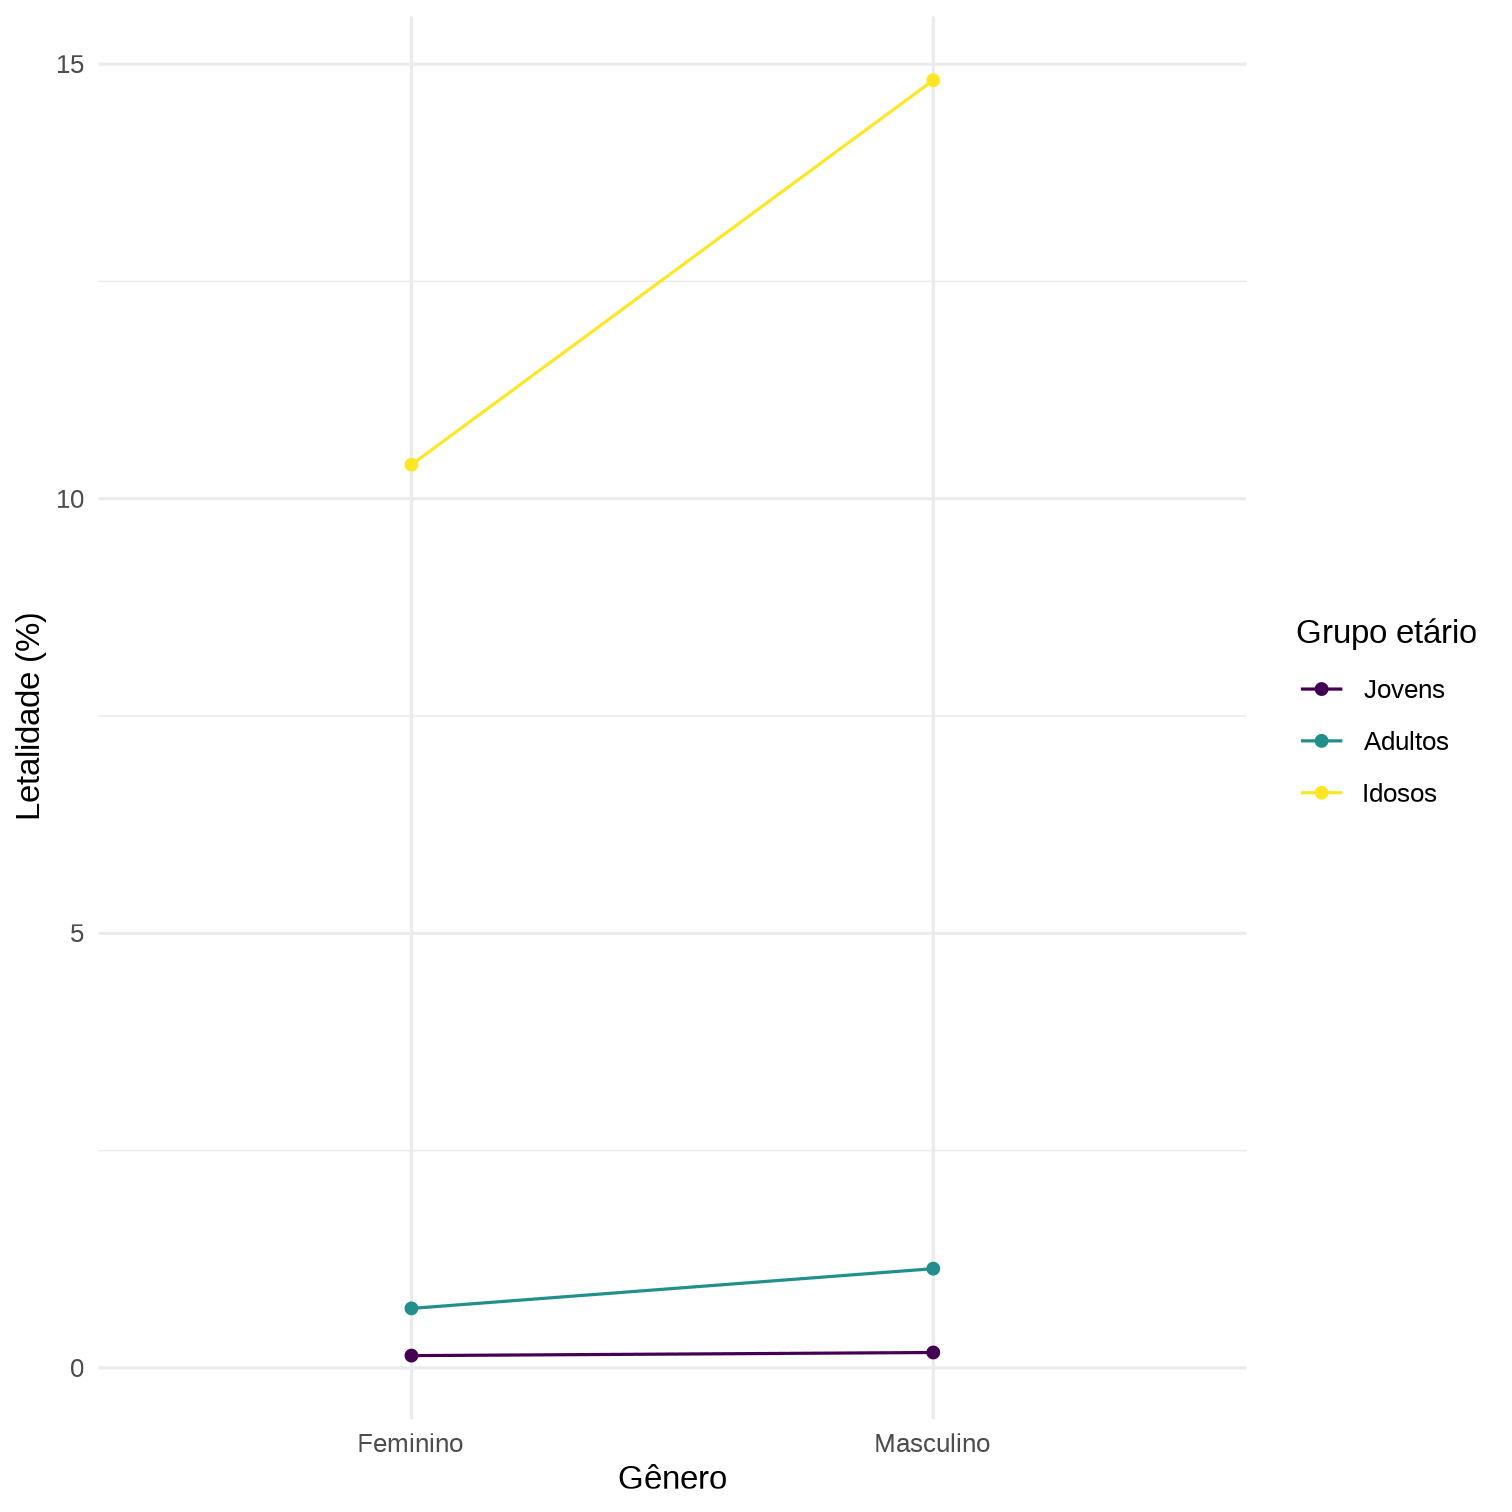 15
10
5
0
Letalidade (%)
Feminino
Masculino
Gênero
Grupo etário
Jovens
Adultos
Idosos